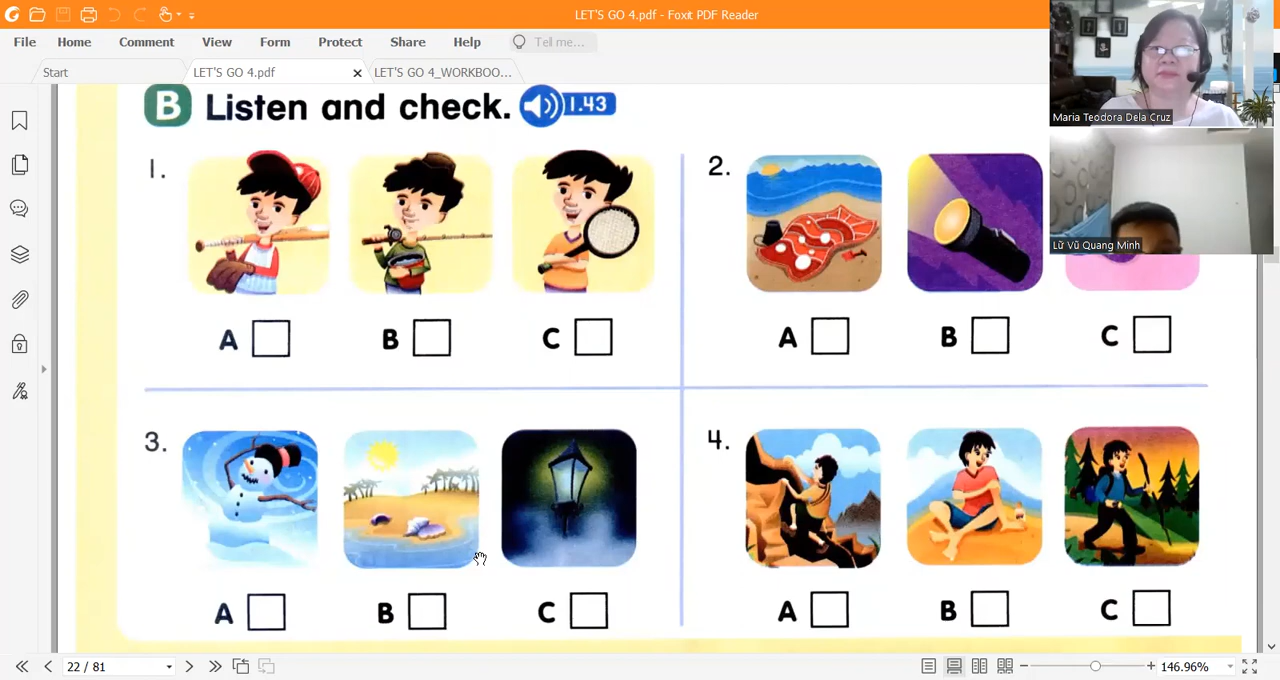 LET'S GO 4.pdf - Foxit PDF Reader
File Home Comment View Form Protect Share Help Tell me...
Start LET'S GO 4.pdf LET'S GO 4_WORKBOO...
Maria Teodora Dela Cruz
Lữ Vũ Quang Minh
B Listen and check. 1.43
1. 2.
A B C A B C
3. 4.
A B C A B C
22 / 81 146.96%